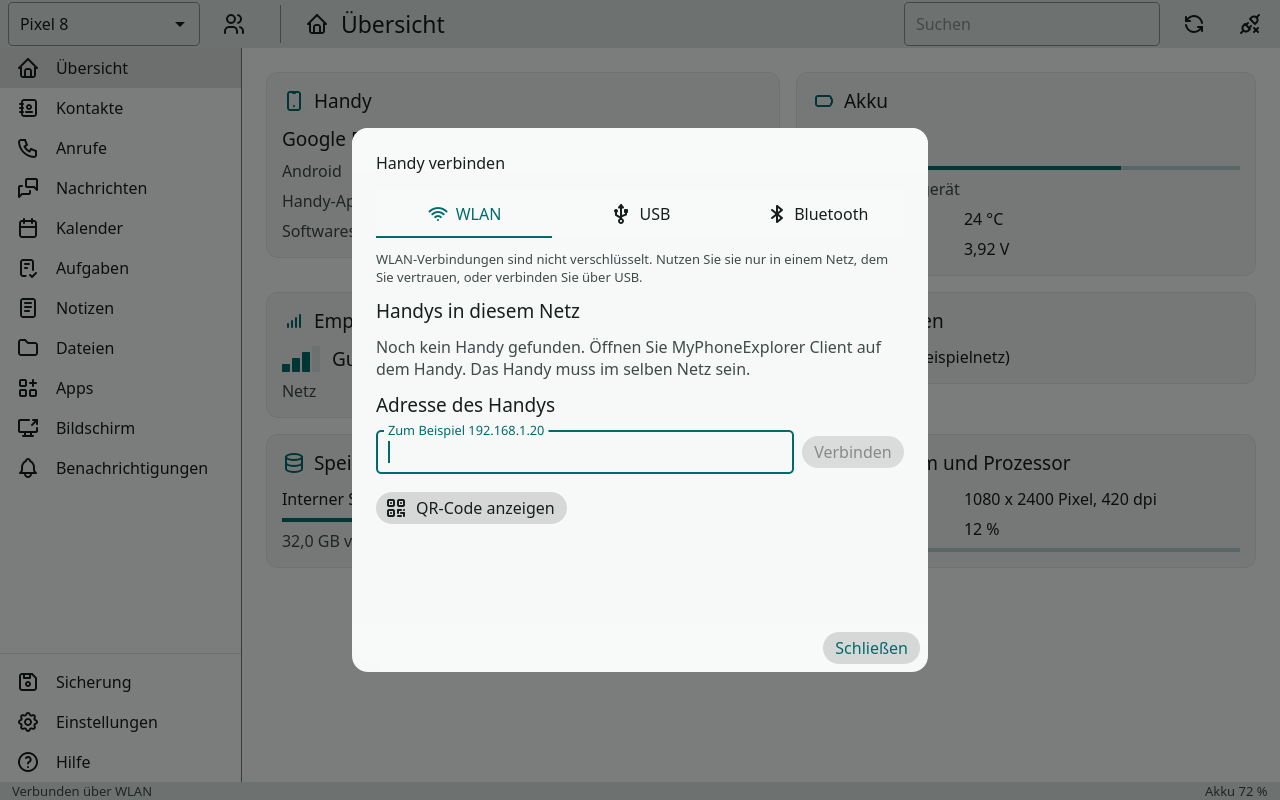 Pixel 8
Übersicht
Suchen
Übersicht
Kontakte
Anrufe
Nachrichten
Kalender
Aufgaben
Notizen
Dateien
Apps
Bildschirm
Benachrichtigungen
Sicherung
Einstellungen
Hilfe
Handy
Google
Android
Handy-Ap
Softwares
Akku
gerät
24 °C
3,92 V
Emp
Gu
Netz
en
eispielnetz)
Spei
Interner S
32,0 GB v
m und Prozessor
1080 x 2400 Pixel, 420 dpi
12 %
Handy verbinden
WLAN
USB
Bluetooth
WLAN-Verbindungen sind nicht verschlüsselt. Nutzen Sie sie nur in einem Netz, dem
Sie vertrauen, oder verbinden Sie über USB.
Handys in diesem Netz
Noch kein Handy gefunden. Öffnen Sie MyPhoneExplorer Client auf
dem Handy. Das Handy muss im selben Netz sein.
Adresse des Handys
Zum Beispiel 192.168.1.20
Verbinden
QR-Code anzeigen
Schließen
Verbunden über WLAN
Akku 72 %